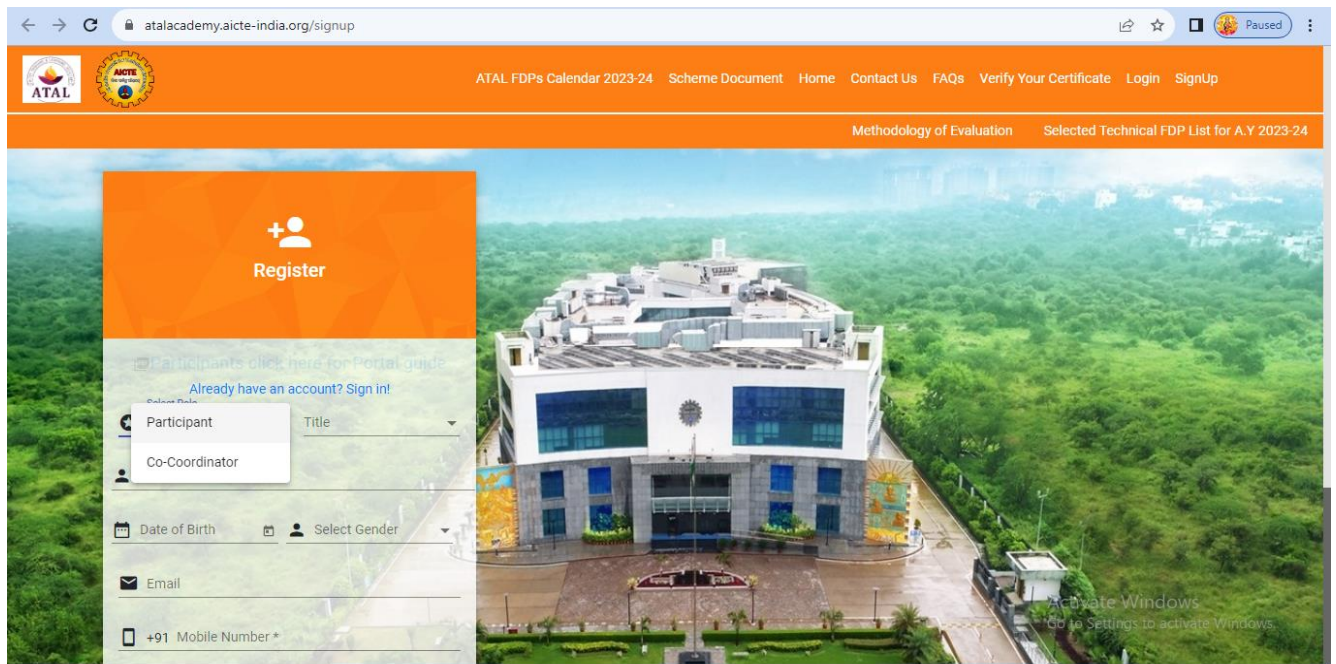 atalacademy.aicte-india.org/signup
Paused
ATAL
AICTE
ATAL FDPs Calendar 2023-24 Scheme Document Home Contact Us FAQs Verify Your Certificate Login SignUp
Methodology of Evaluation Selected Technical FDP List for A.Y 2023-24
Register
Participants click here for Portal guide
Already have an account? Sign in!
Select Role
Participant
Title
Co-Coordinator
Date of Birth
Select Gender
Email
+91 Mobile Number *
Activate Windows
Go to Settings to activate Windows.